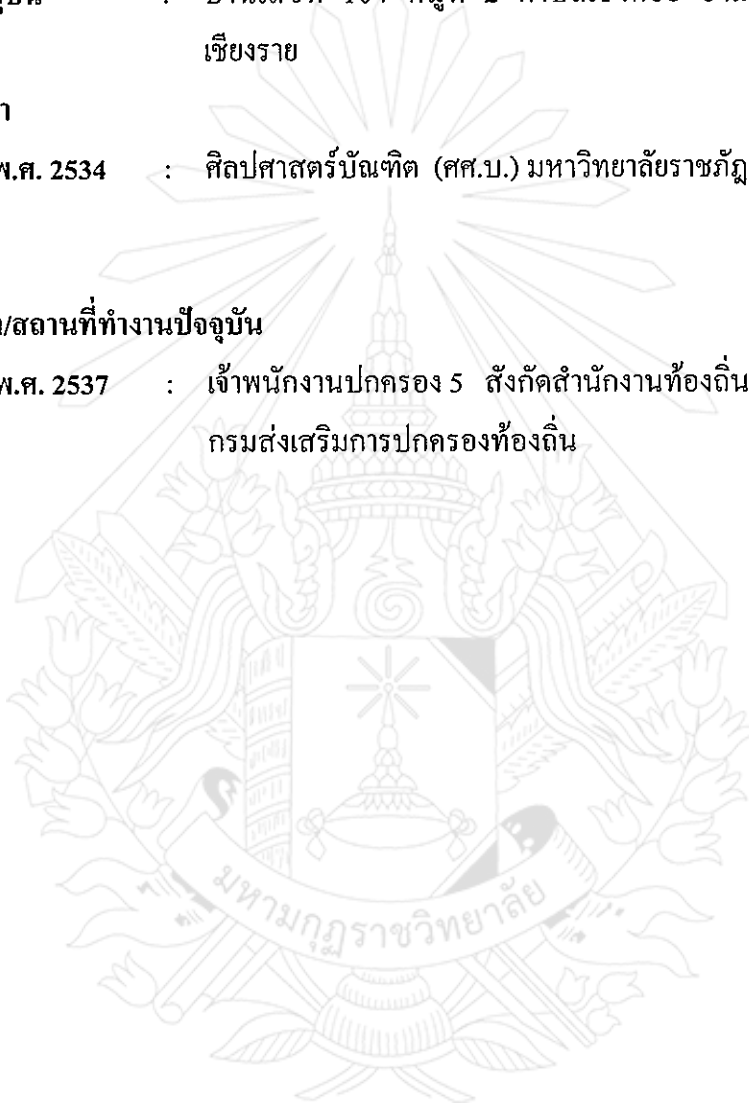 เชียงราย
พ.ศ. 2534 : ศิลปศาสตร์บัณฑิต (ศศ.บ.) มหาวิทยาลัยราชภัฏ
/สถานที่ทำงานปัจจุบัน
พ.ศ. 2537 : เจ้าพนักงานปกครอง 5 สังกัดสำนักงานท้องถิ่น
กรมส่งเสริมการปกครองท้องถิ่น
มหามกุฏราชวิทยาลัย